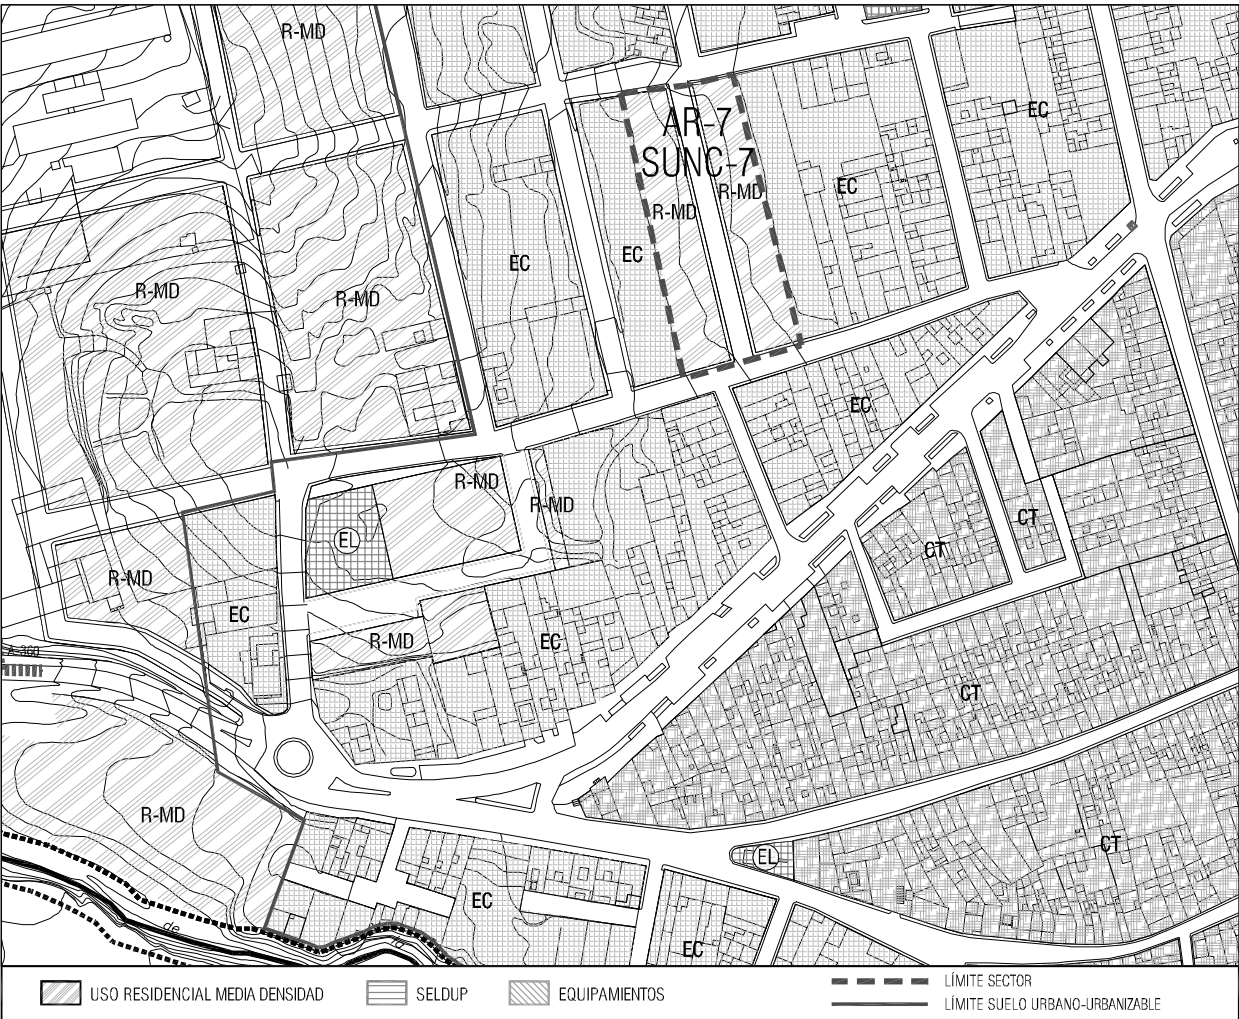 R-MD
EC
AR-7
SUNC-7
R-MD
R-MD
EC
EC
EC
R-MD
R-MD
EC
R-MD
R-MD
CT
EL
CT
R-MD
EC
R-MD
EC
A-360
CT
R-MD
CT
EL
EC
de
EC
USO RESIDENCIAL MEDIA DENSIDAD
SELDUP
EQUIPAMIENTOS
LÍMITE SECTOR
LÍMITE SUELO URBANO-URBANIZABLE